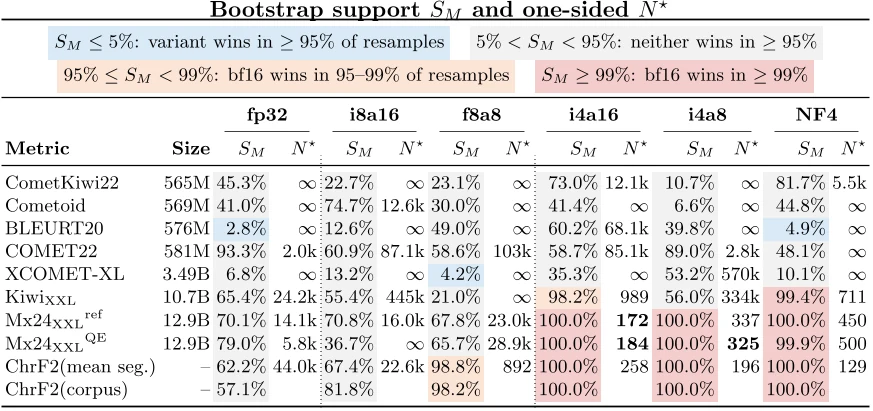 Bootstrap support S_M and one-sided N⋆
S_M ≤ 5%: variant wins in ≥ 95% of resamples 5% < S_M < 95%: neither wins in ≥ 95%
95% ≤ S_M < 99%: bf16 wins in 95–99% of resamples S_M ≥ 99%: bf16 wins in ≥ 99%
fp32 i8a16 f8a8 i4a16 i4a8 NF4
Metric Size S_M N⋆ S_M N⋆ S_M N⋆ S_M N⋆ S_M N⋆ S_M N⋆
CometKiwi22 565M 45.3% ∞ 22.7% ∞ 23.1% ∞ 73.0% 12.1k 10.7% ∞ 81.7% 5.5k
Cometoid 569M 41.0% ∞ 74.7% 12.6k 30.0% ∞ 41.4% ∞ 6.6% ∞ 44.8% ∞
BLEURT20 576M 2.8% ∞ 12.6% ∞ 49.0% ∞ 60.2% 68.1k 39.8% ∞ 4.9% ∞
COMET22 581M 93.3% 2.0k 60.9% 87.1k 58.6% 103k 58.7% 85.1k 89.0% 2.8k 48.1% ∞
XCOMET-XL 3.49B 6.8% ∞ 13.2% ∞ 4.2% ∞ 35.3% ∞ 53.2% 570k 10.1% ∞
Kiwi_XXL 10.7B 65.4% 24.2k 55.4% 445k 21.0% ∞ 98.2% 989 56.0% 334k 99.4% 711
Mx24_XXL^ref 12.9B 70.1% 14.1k 70.8% 16.0k 67.8% 23.0k 100.0% 172 100.0% 337 100.0% 450
Mx24_XXL^QE 12.9B 79.0% 5.8k 36.7% ∞ 65.7% 28.9k 100.0% 184 100.0% 325 99.9% 500
ChrF2(mean seg.) – 62.2% 44.0k 67.4% 22.6k 98.8% 892 100.0% 258 100.0% 196 100.0% 129
ChrF2(corpus) – 57.1% 81.8% 98.2% 100.0% 100.0% 100.0%